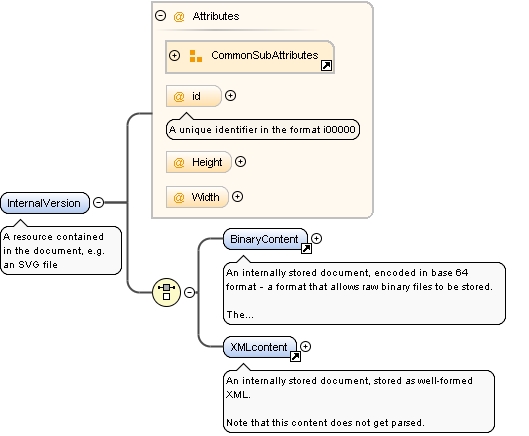 Attributes
CommonSubAttributes
id
A unique identifier in the format i00000
Height
Width
InternalVersion
A resource contained
in the document, e.g.
an SVG file
BinaryContent
An internally stored document, encoded in base 64
format - a format that allows raw binary files to be stored.
The...
XMLcontent
An internally stored document, stored as well-formed
XML.
Note that this content does not get parsed.